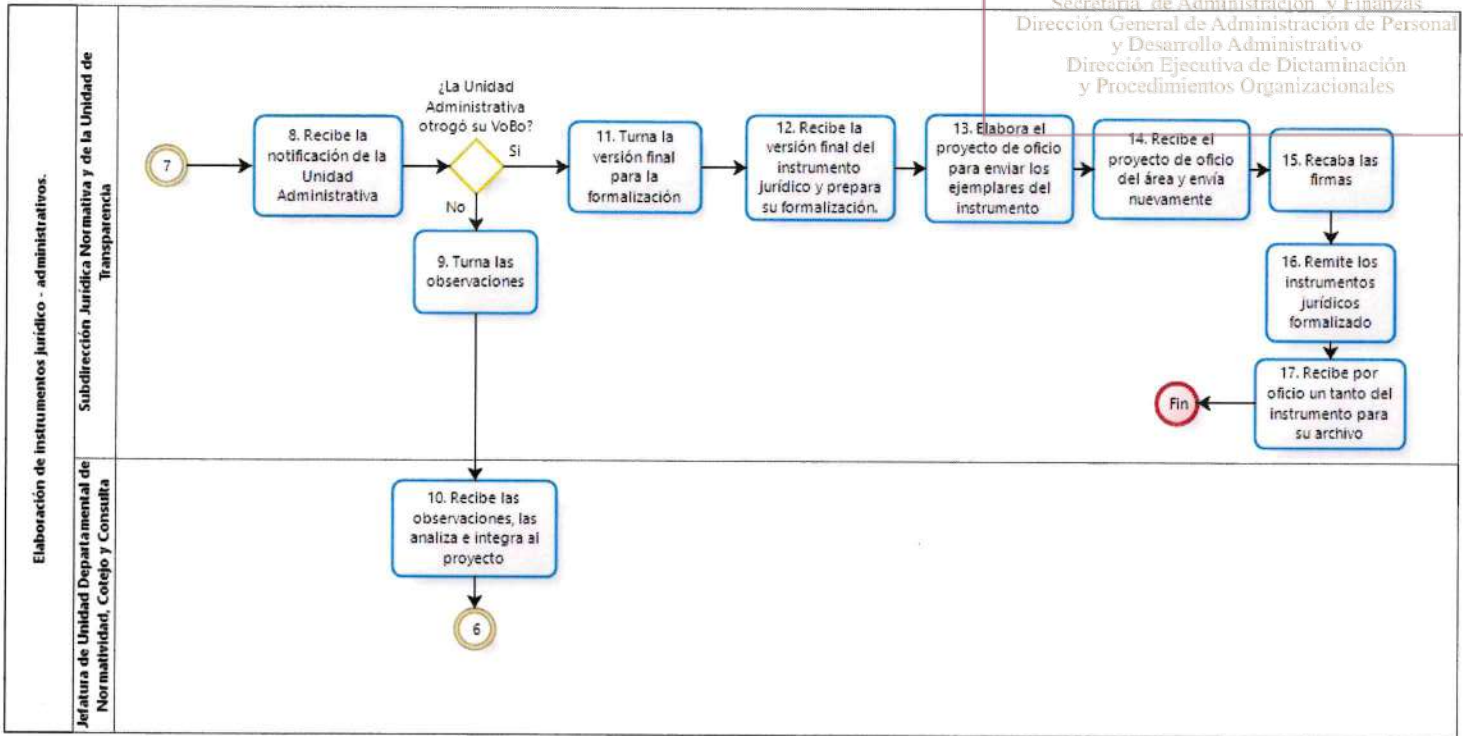 Secretaría de Administración y Finanzas
Dirección General de Administración de Personal
y Desarrollo Administrativo
Dirección Ejecutiva de Dictaminación
y Procedimientos Organizacionales
Elaboración de instrumentos jurídico - administrativos.
Subdirección Jurídica Normativa y de la Unidad de
Transparencia
7
8. Recibe la
notificación de la
Unidad
Administrativa
¿La Unidad
Administrativa
otrogó su VoBo?
Si
No
9. Turna las
observaciones
11. Turna la
versión final
para la
formalización
12. Recibe la
versión final del
instrumento
jurídico y prepara
su formalización.
13. Elabora el
proyecto de oficio
para enviar los
ejemplares del
instrumento
14. Recibe el
proyecto de oficio
del área y envía
nuevamente
15. Recaba las
firmas
16. Remite los
instrumentos
jurídicos
formalizado
17. Recibe por
oficio un tanto del
instrumento para
su archivo
Fin
Jefatura de Unidad Departamental de
Normatividad, Cotejo y Consulta
10. Recibe las
observaciones, las
analiza e integra al
proyecto
6